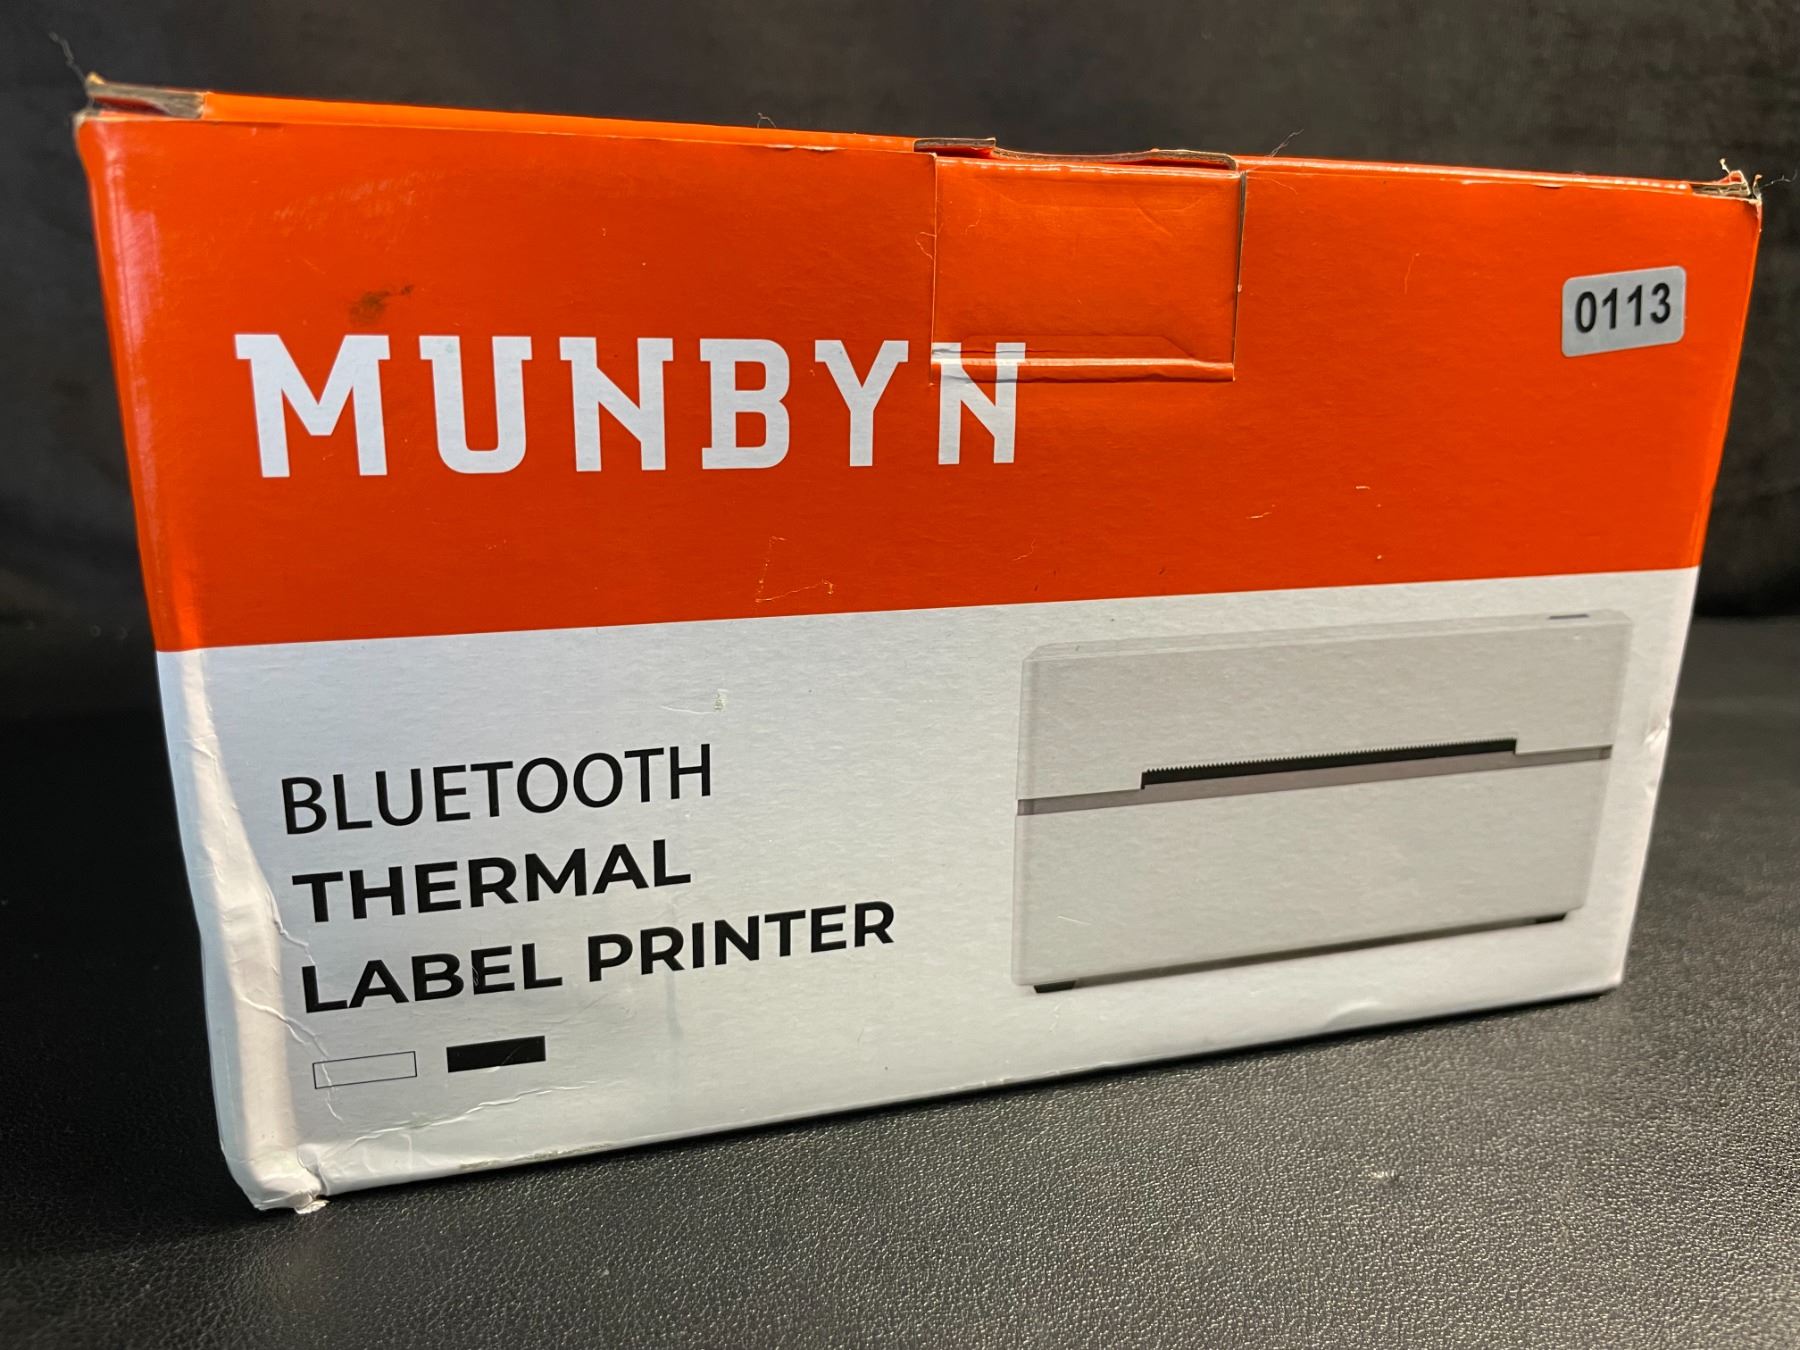 MUNBYN
0113
BLUETOOTH
THERMAL
LABEL PRINTER